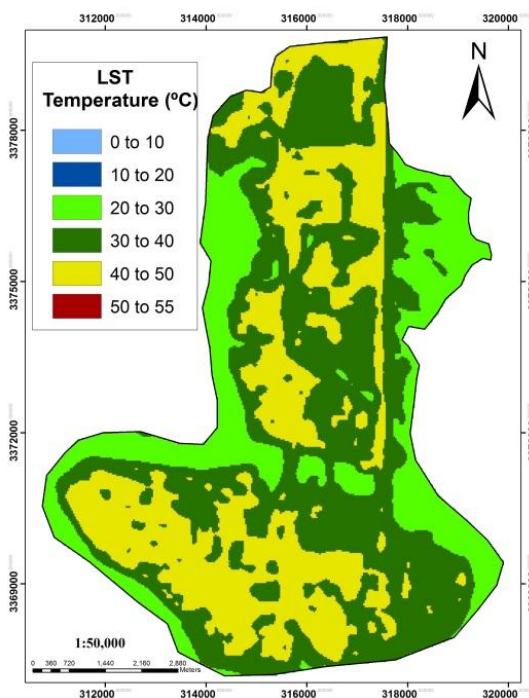 312000 314000 316000 318000 320000
N
LST
Temperature (ºC)
0 to 10
10 to 20
20 to 30
30 to 40
40 to 50
50 to 55
3378000
3375000
3372000
3369000
1:50,000
0 360 720 1,440 2,160 2,880
Meters
312000 314000 316000 318000 320000